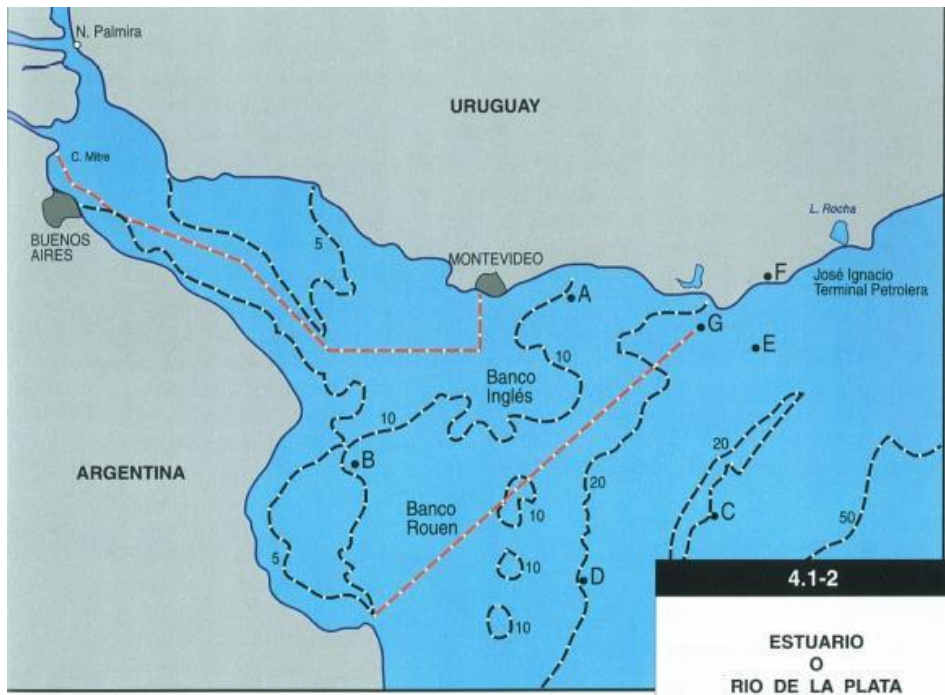 N. Palmira
URUGUAY
C. Mitre
BUENOS
AIRES
L. Rocha
5
MONTEVIDEO
F
José Ignacio
Terminal Petrolera
A
G
E
10
Banco
Inglés
10
ARGENTINA
B
20
20
Banco
Rouen
10
C
50
5
10
D
10
4.1-2
ESTUARIO
O
RIO DE LA PLATA